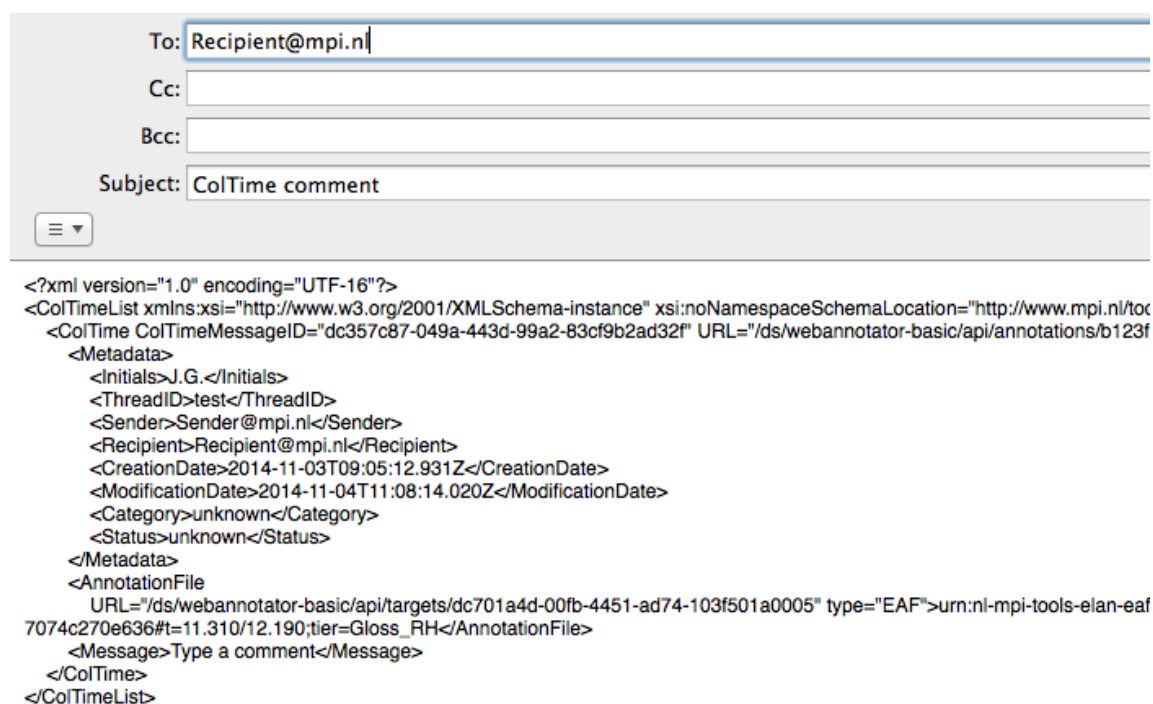 To: Recipient@mpi.nl
Cc:
Bcc:
Subject: ColTime comment
<?xml version="1.0" encoding="UTF-16"?>
<ColTimeList xmlns:xsi="http://www.w3.org/2001/XMLSchema-instance" xsi:noNamespaceSchemaLocation="http://www.mpi.nl/too
<ColTime ColTimeMessageID="dc357c87-049a-443d-99a2-83cf9b2ad32f" URL="/ds/webannotator-basic/api/annotations/b123f
<Metadata>
<Initials>J.G.</Initials>
<ThreadID>test</ThreadID>
<Sender>Sender@mpi.nl</Sender>
<Recipient>Recipient@mpi.nl</Recipient>
<CreationDate>2014-11-03T09:05:12.931Z</CreationDate>
<ModificationDate>2014-11-04T11:08:14.020Z</ModificationDate>
<Category>unknown</Category>
<Status>unknown</Status>
</Metadata>
<AnnotationFile
URL="/ds/webannotator-basic/api/targets/dc701a4d-00fb-4451-ad74-103f501a0005" type="EAF">urn:nl-mpi-tools-elan-eaf
7074c270e636#t=11.310/12.190;tier=Gloss_RH</AnnotationFile>
<Message>Type a comment</Message>
</ColTime>
</ColTimeList>